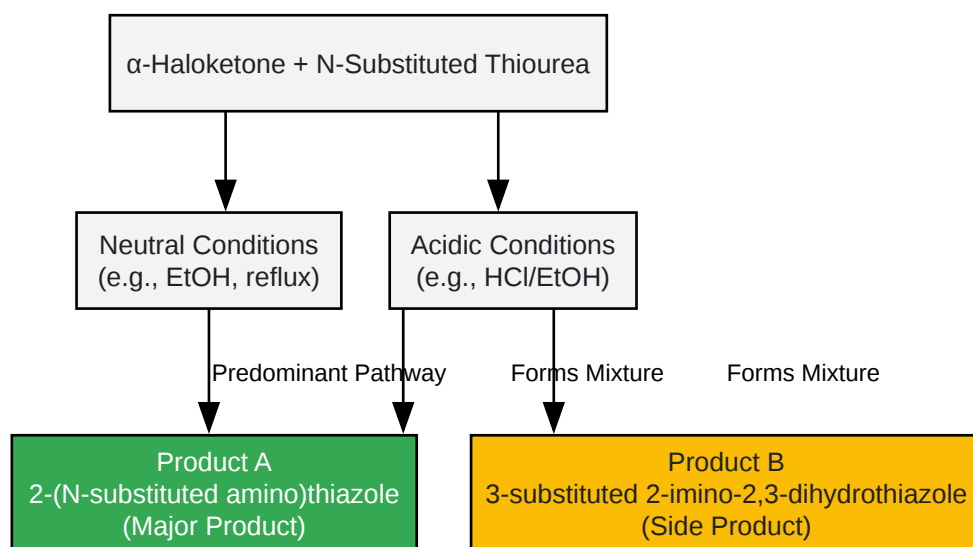 α-Haloketone + N-Substituted Thiourea
Neutral Conditions
(e.g., EtOH, reflux)
Acidic Conditions
(e.g., HCl/EtOH)
Predominant Pathway
Forms Mixture
Forms Mixture
Product A
2-(N-substituted amino)thiazole
(Major Product)
Product B
3-substituted 2-imino-2,3-dihydrothiazole
(Side Product)